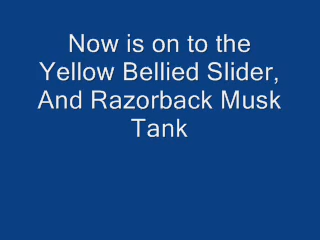 Now is on to the
Yellow Bellied Slider,
And Razorback Musk
Tank